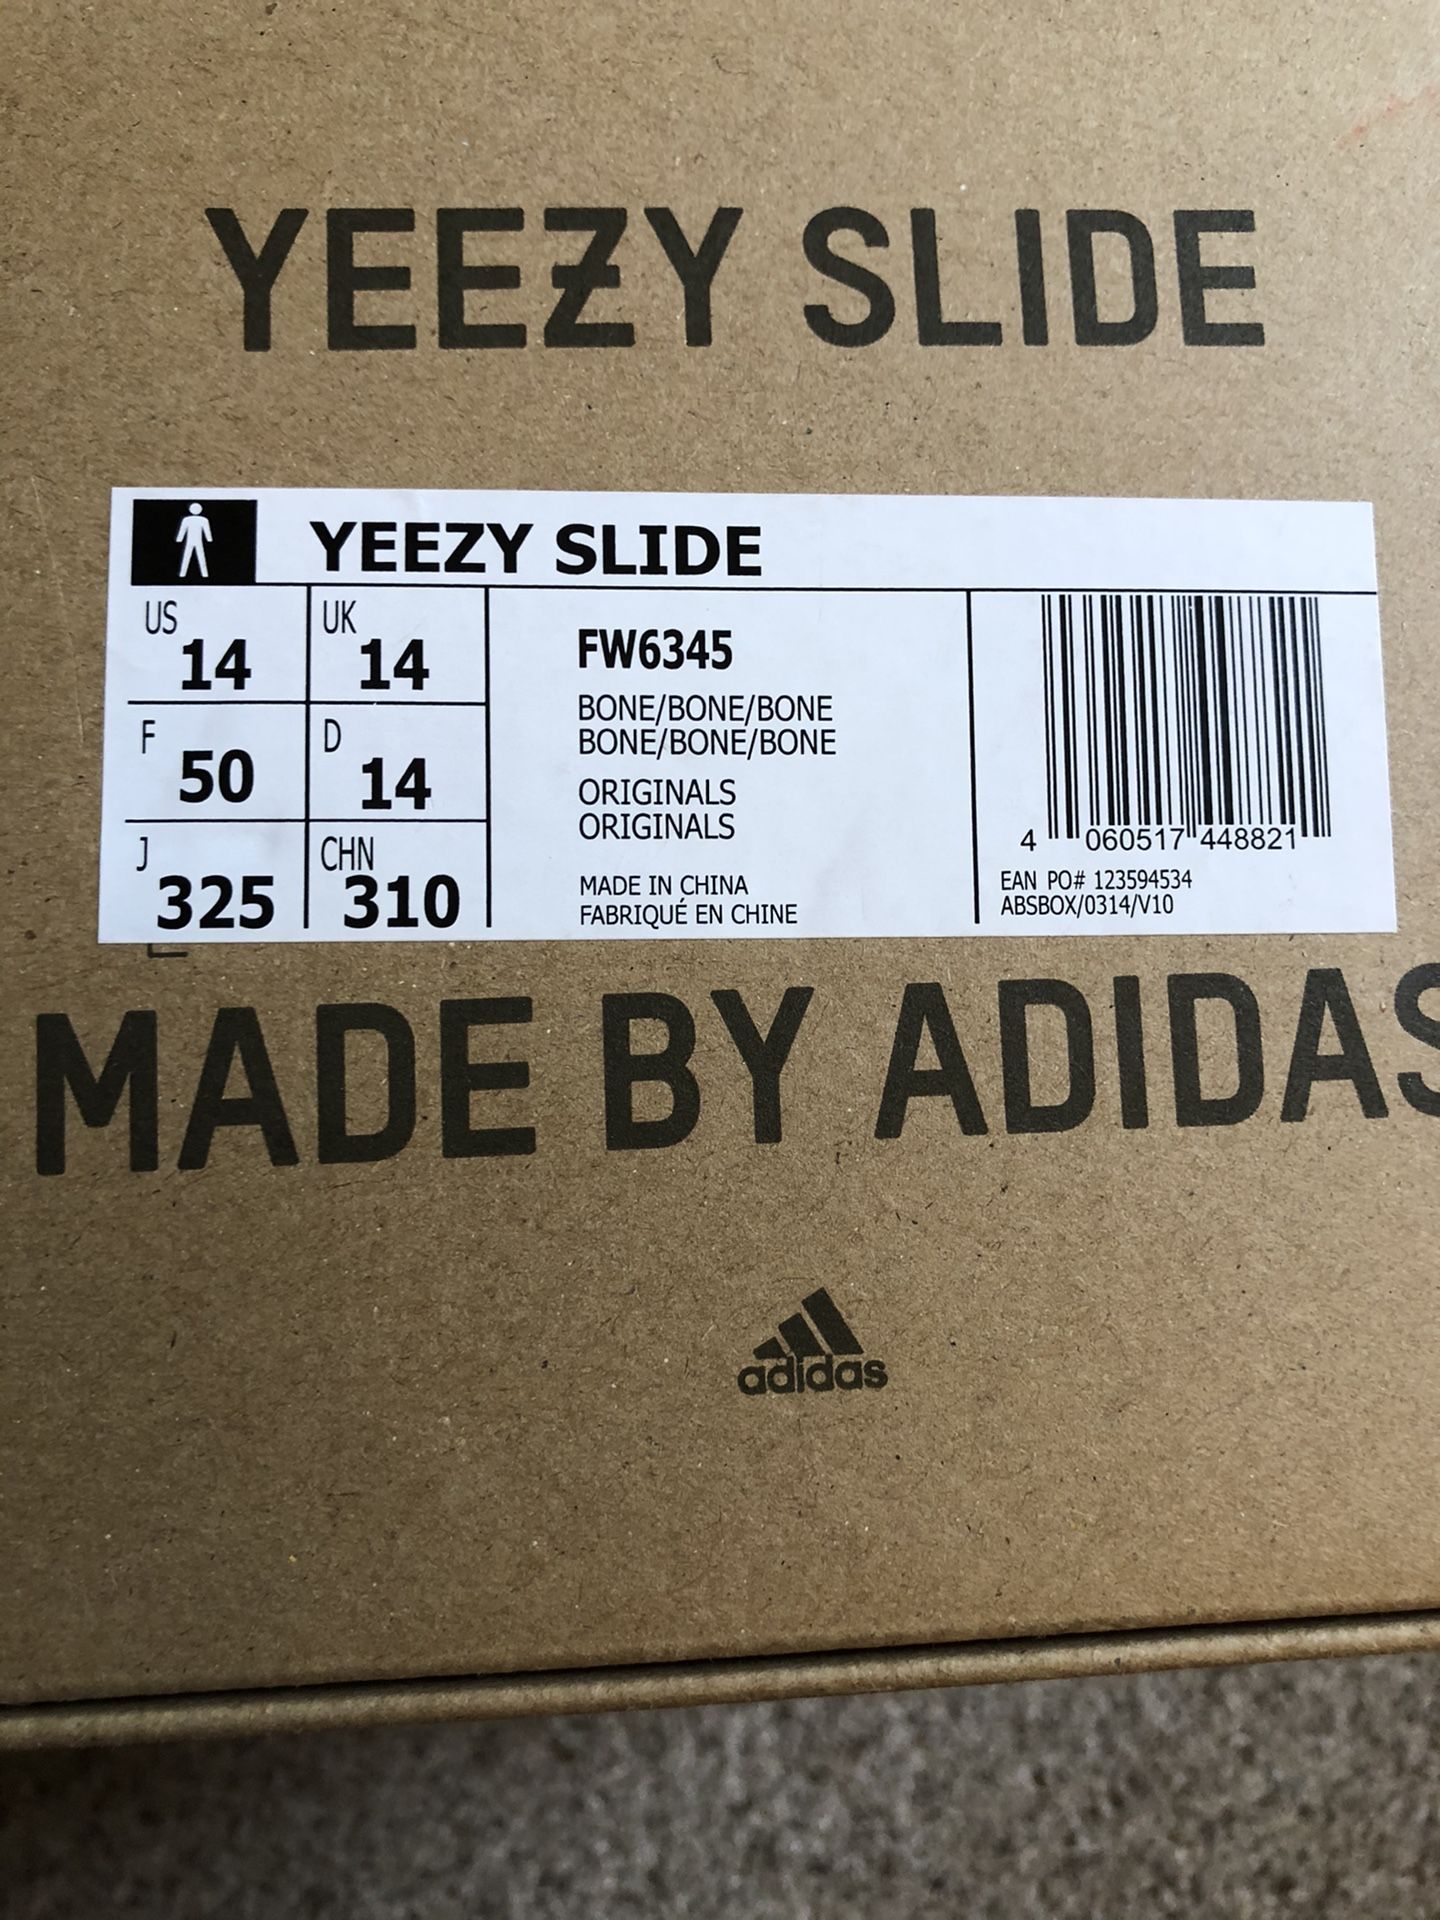 YEEZY SLIDE
YEEZY SLIDE
US 14
UK 14
F 50
D 14
J 325
CHN 310
FW6345
BONE/BONE/BONE
BONE/BONE/BONE
ORIGINALS
ORIGINALS
MADE IN CHINA
FABRIQUÉ EN CHINE
4 060517 448821
EAN PO# 123594534
ABSBOX/0314/V10
MADE BY ADIDAS
adidas